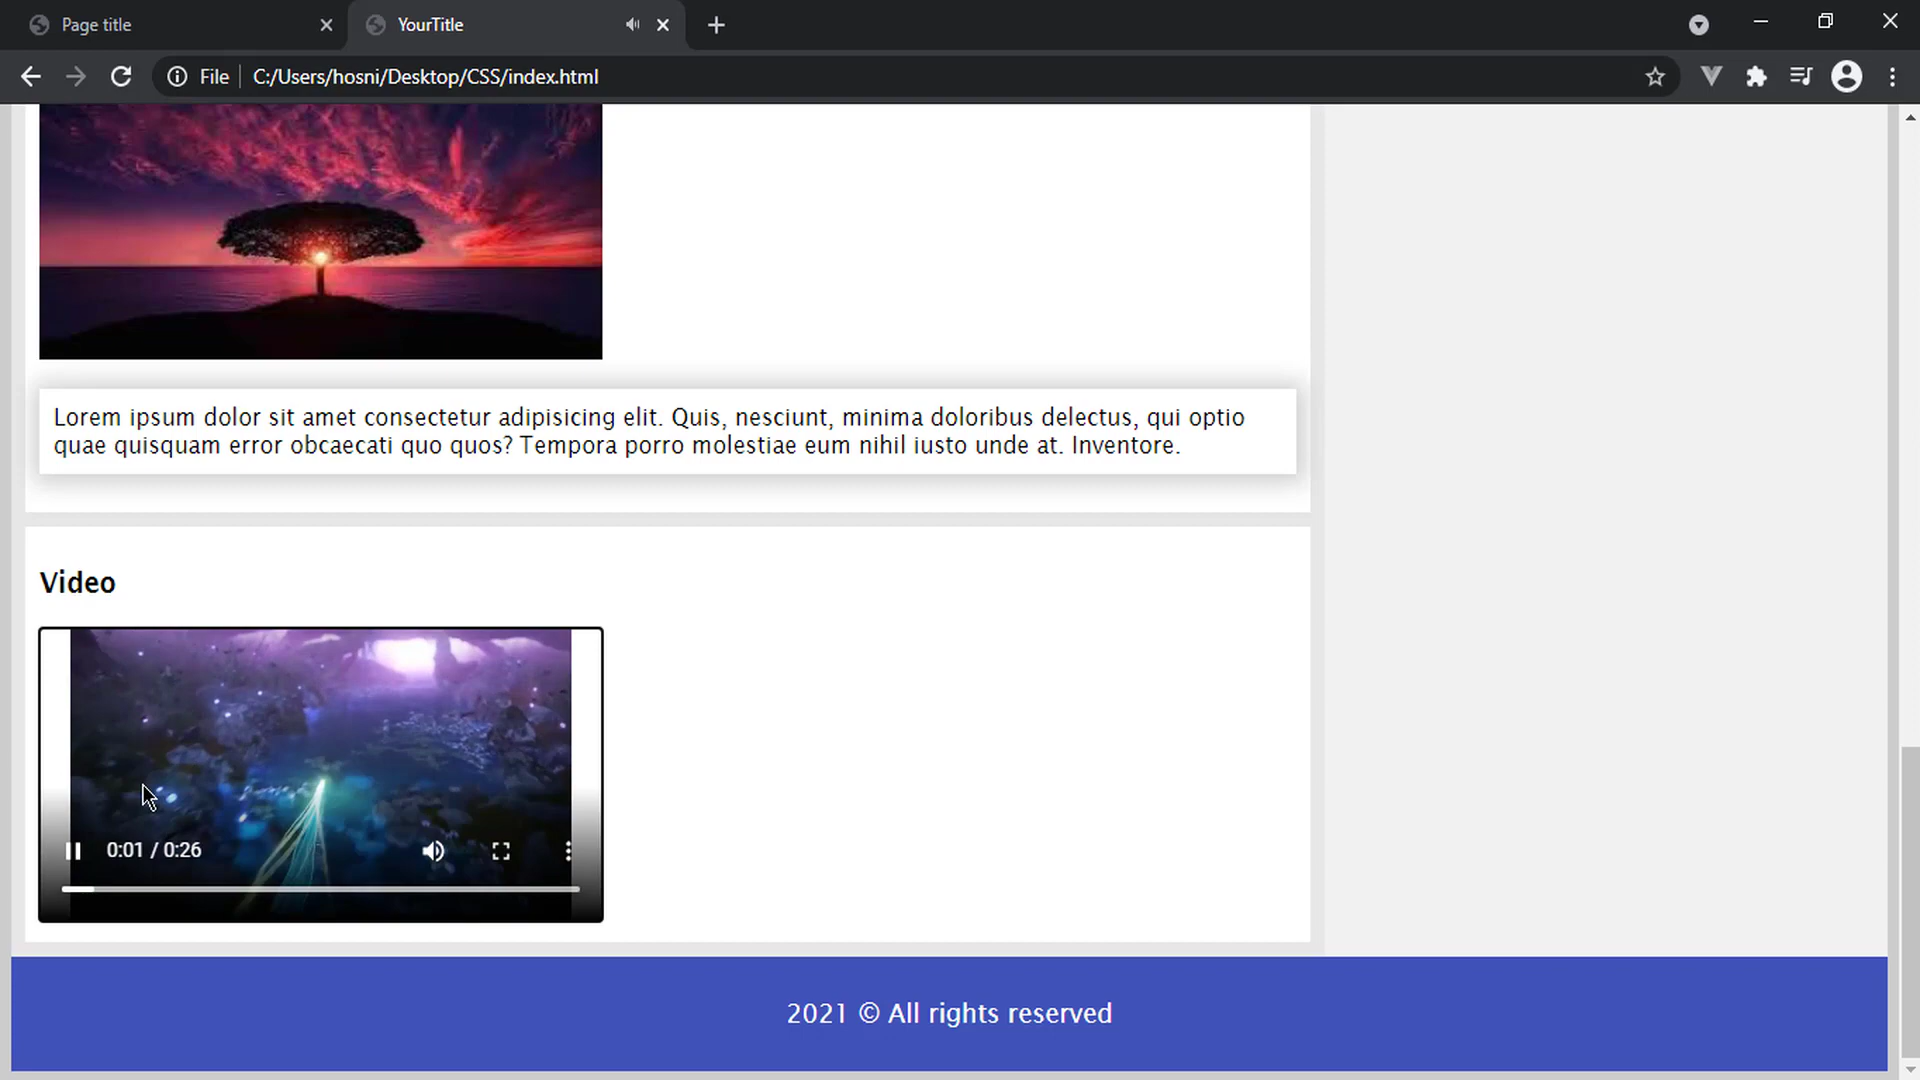 Page title
YourTitle
File
C:/Users/hosni/Desktop/CSS/index.html
Lorem ipsum dolor sit amet consectetur adipisicing elit. Quis, nesciunt, minima doloribus delectus, qui optio
quae quisquam error obcaecati quo quos? Tempora porro molestiae eum nihil iusto unde at. Inventore.
Video
0:01 / 0:26
2021 © All rights reserved